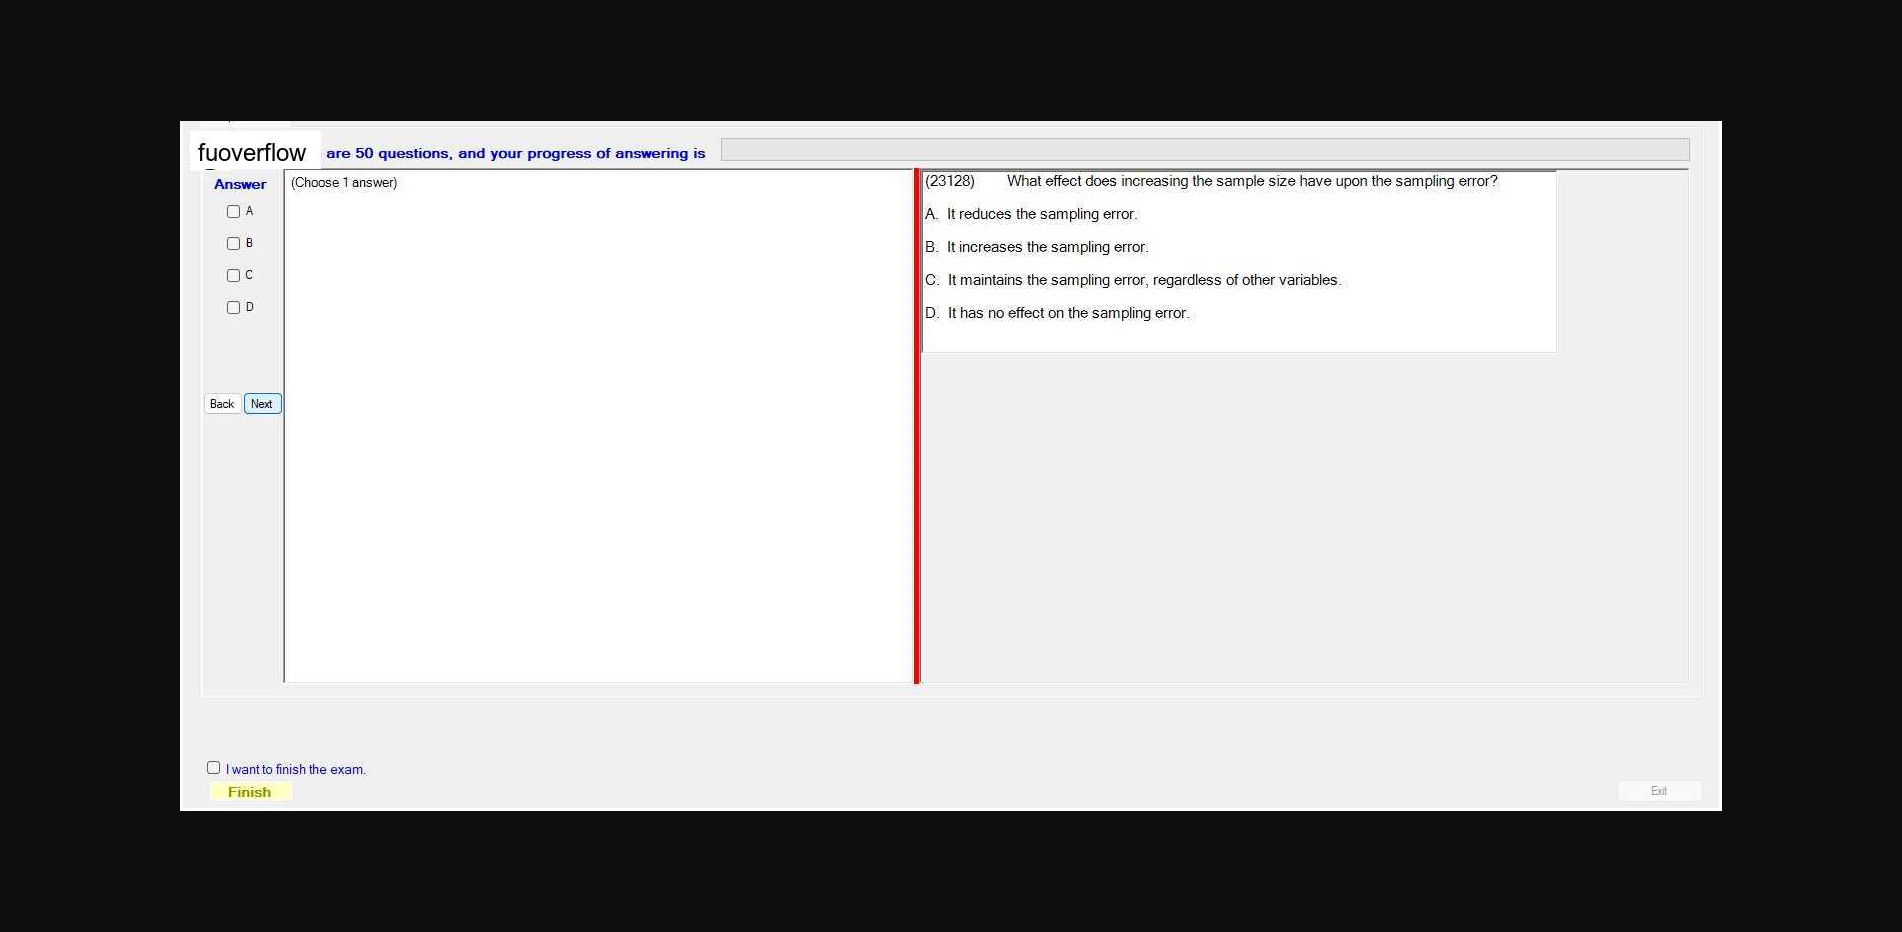 fuoverflow are 50 questions, and your progress of answering is
Answer
(Choose 1 answer)
A
B
C
D
Back Next
(23128) What effect does increasing the sample size have upon the sampling error?
A. It reduces the sampling error.
B. It increases the sampling error.
C. It maintains the sampling error, regardless of other variables.
D. It has no effect on the sampling error.
I want to finish the exam.
Finish
Exit